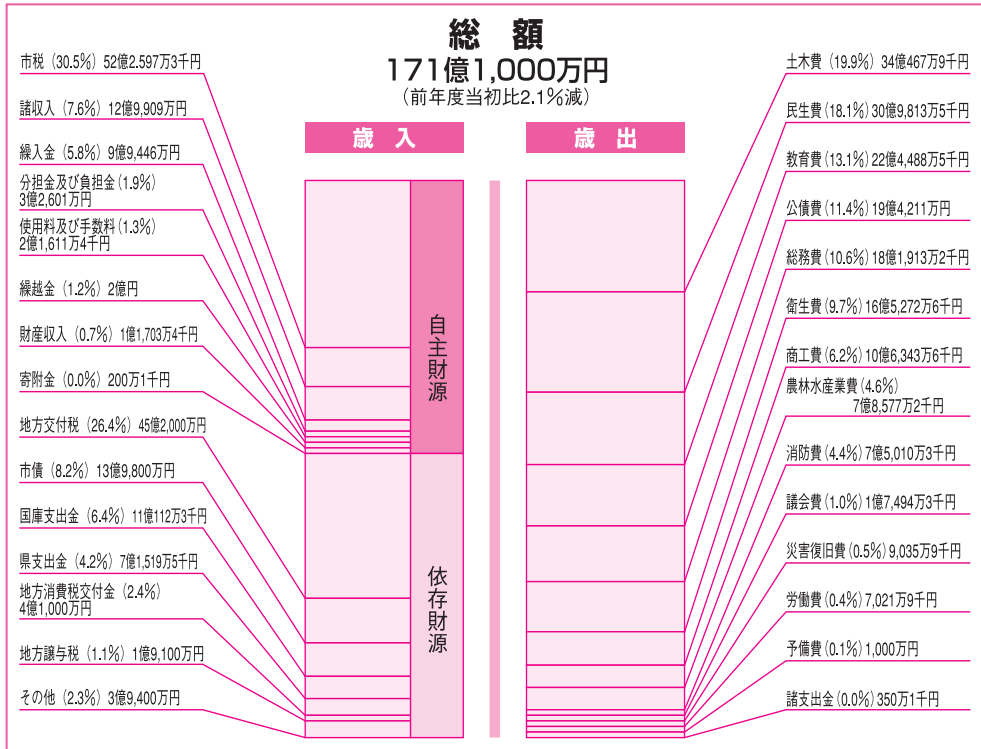 総額
171億1,000万円
(前年度当初比2.1%減)
歳入
歳出
市税(30.5%) 52億2.597万3千円
諸収入(7.6%) 12億9,909万円
繰入金(5.8%) 9億9,446万円
分担金及び負担金(1.9%)
3億2,601万円
使用料及び手数料(1.3%)
2億1,611万4千円
繰越金(1.2%) 2億円
財産収入(0.7%) 1億1,703万4千円
寄附金(0.0%) 200万1千円
地方交付税(26.4%) 45億2,000万円
市債(8.2%) 13億9,800万円
国庫支出金(6.4%) 11億112万3千円
県支出金(4.2%) 7億1,519万5千円
地方消費税交付金(2.4%)
4億1,000万円
地方譲与税(1.1%) 1億9,100万円
その他(2.3%) 3億9,400万円
自主財源
依存財源
土木費(19.9%) 34億467万9千円
民生費(18.1%) 30億9,813万5千円
教育費(13.1%) 22億4,488万5千円
公債費(11.4%) 19億4,211万円
総務費(10.6%) 18億1,913万2千円
衛生費(9.7%) 16億5,272万6千円
商工費(6.2%) 10億6,343万6千円
農林水産業費(4.6%)
7億8,577万2千円
消防費(4.4%) 7億5,010万3千円
議会費(1.0%) 1億7,494万3千円
災害復旧費(0.5%) 9,035万9千円
労働費(0.4%) 7,021万9千円
予備費(0.1%) 1,000万円
諸支出金(0.0%) 350万1千円